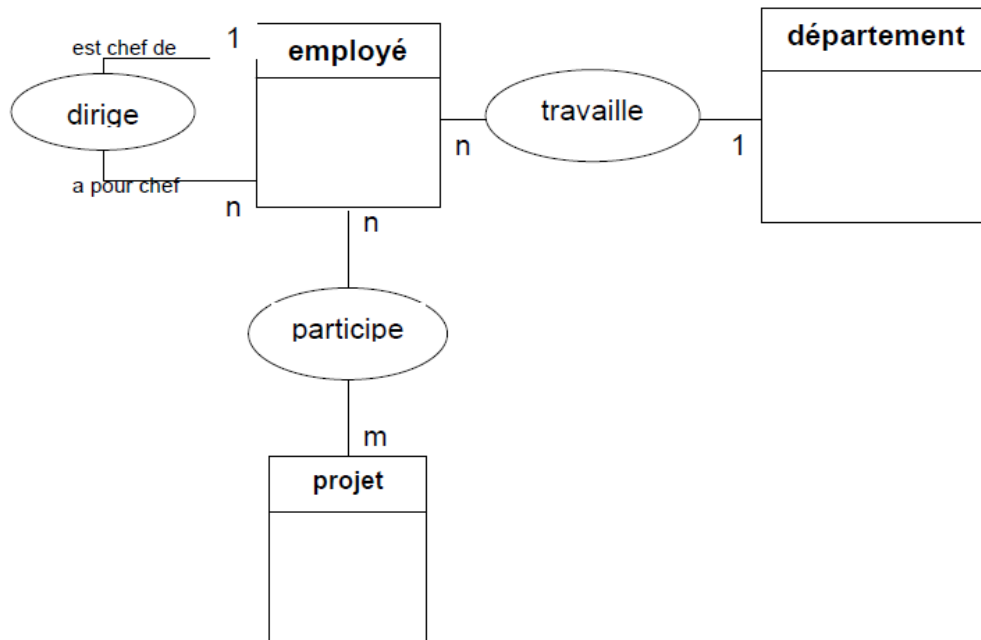 est chef de
1
employé
département
dirige
travaille
n
1
a pour chef
n
n
participe
m
projet